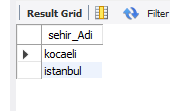 Result Grid Filter
sehir_Adi
kocaeli
istanbul